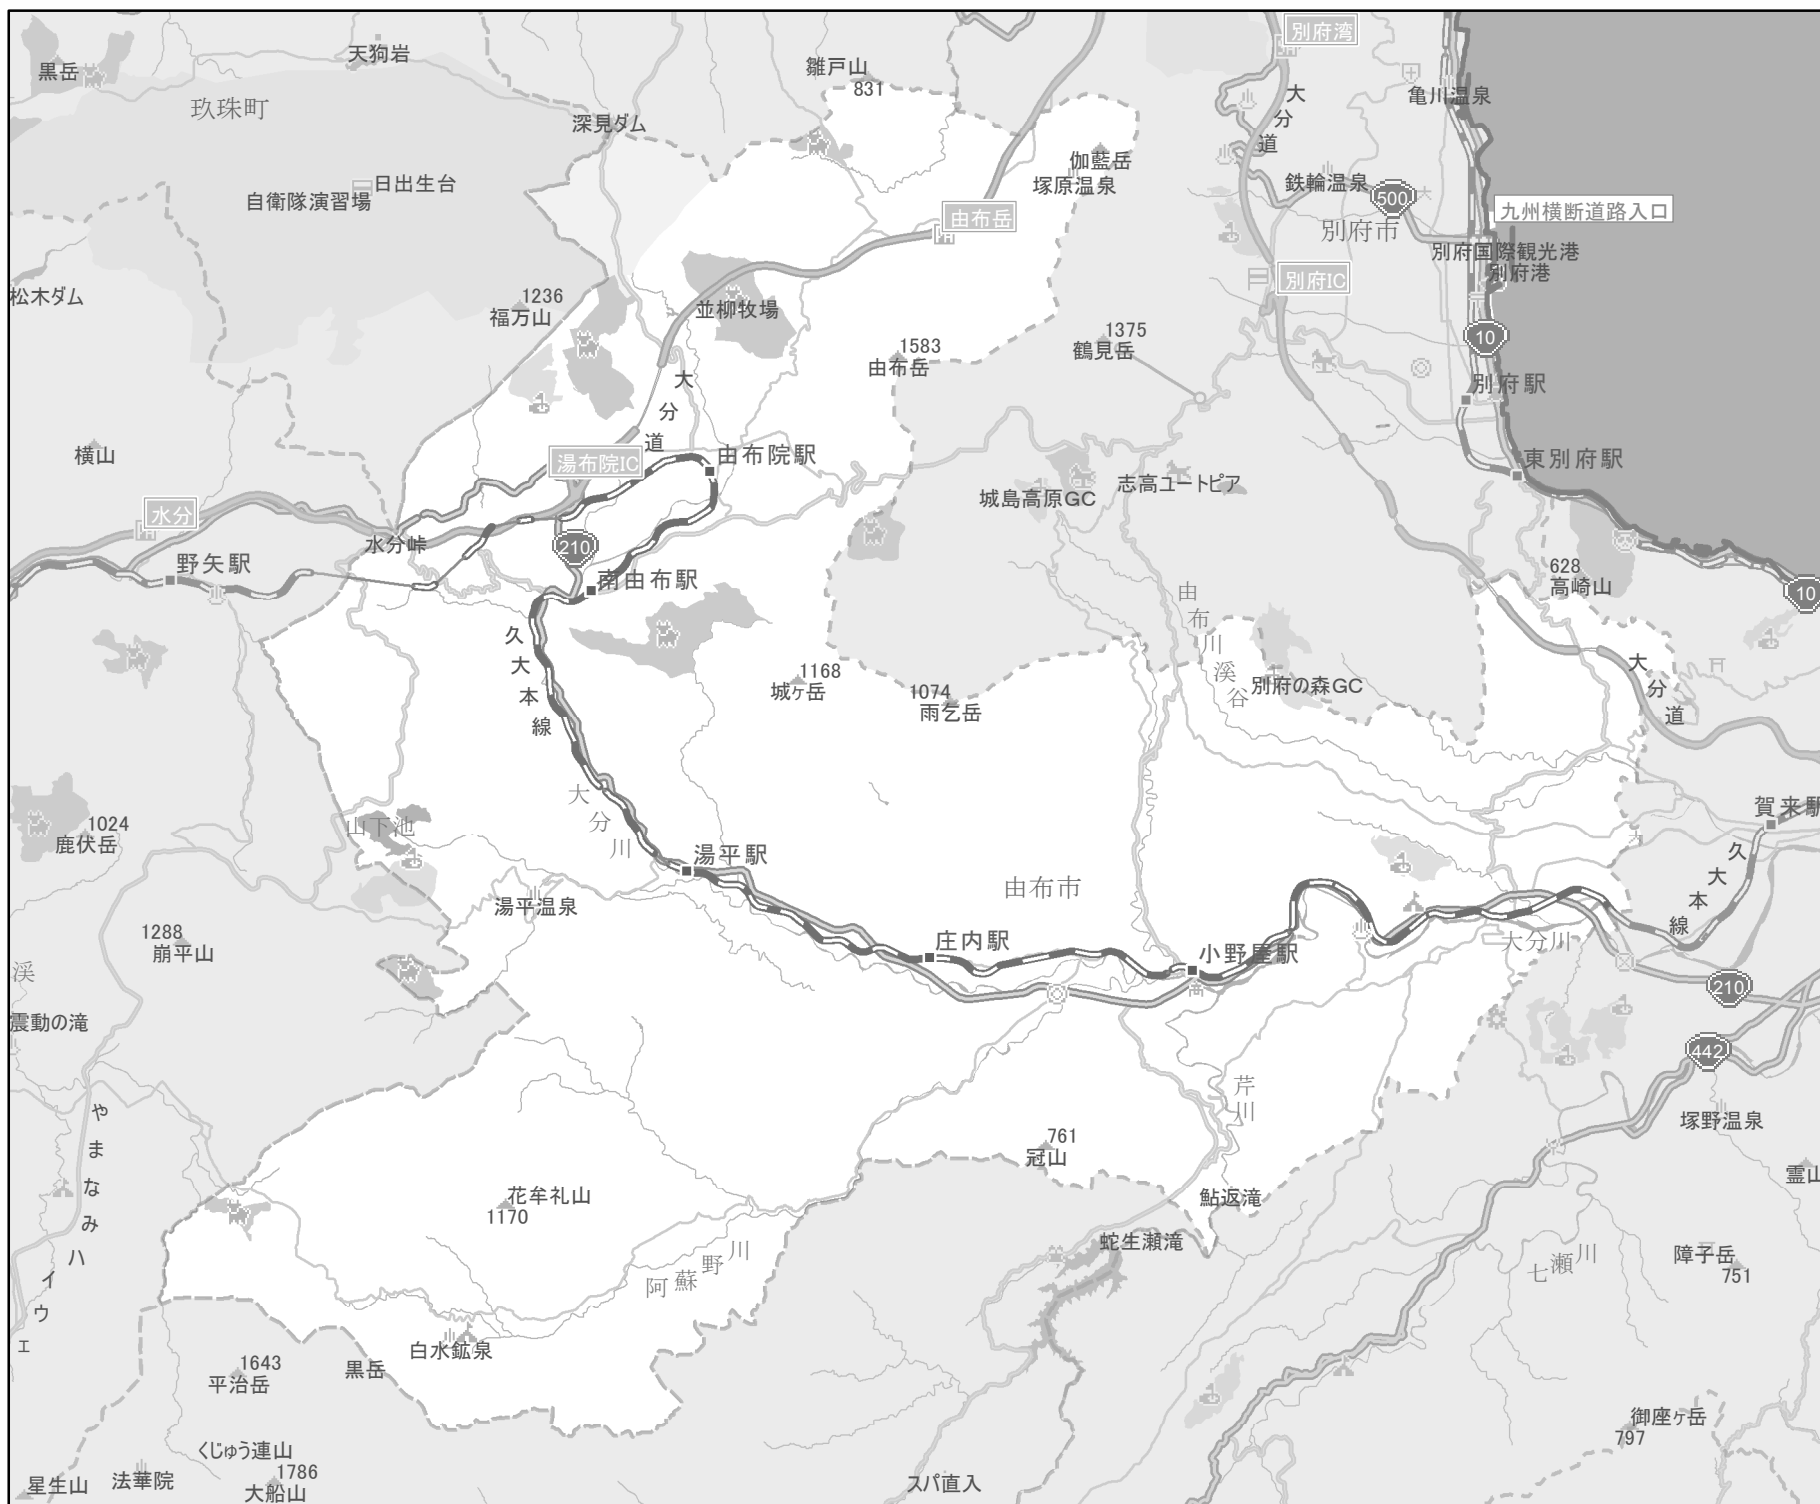 別府湾
天狗岩
黒岳
雛戸山
831
亀川温泉
玖珠町
大分道
深見ダム
伽藍岳
塚原温泉
日出生台
自衛隊演習場
鉄輪温泉
500
九州横断道路入口
由布岳
別府市
別府国際観光港
別府港
別府IC
松木ダム
1236
福万山
並柳牧場
1583
由布岳
1375
鶴見岳
10
別府駅
大分道
横山
湯布院IC
由布院駅
東別府駅
城島高原GC
志高ユートピア
水分
水分峠
210
野矢駅
南由布駅
628
高崎山
10
由布川渓谷
久大本線
1168
城ヶ岳
1074
雨乞岳
別府の森GC
大分道
大分川
山下池
1024
鹿伏岳
賀来駅
湯平駅
久大本線
由布市
湯平温泉
1288
崩平山
庄内駅
小野屋駅
大分川
渓
210
震動の滝
442
芹川
やまなみハイウェ
塚野温泉
761
冠山
霊山
花牟礼山
1170
鮎返滝
蛇生瀬滝
阿蘇野川
七瀬川
障子岳
751
白水鉱泉
1643
平治岳
黒岳
御座ヶ岳
797
くじゅう連山
星生山
法華院
1786
大船山
スパ直入